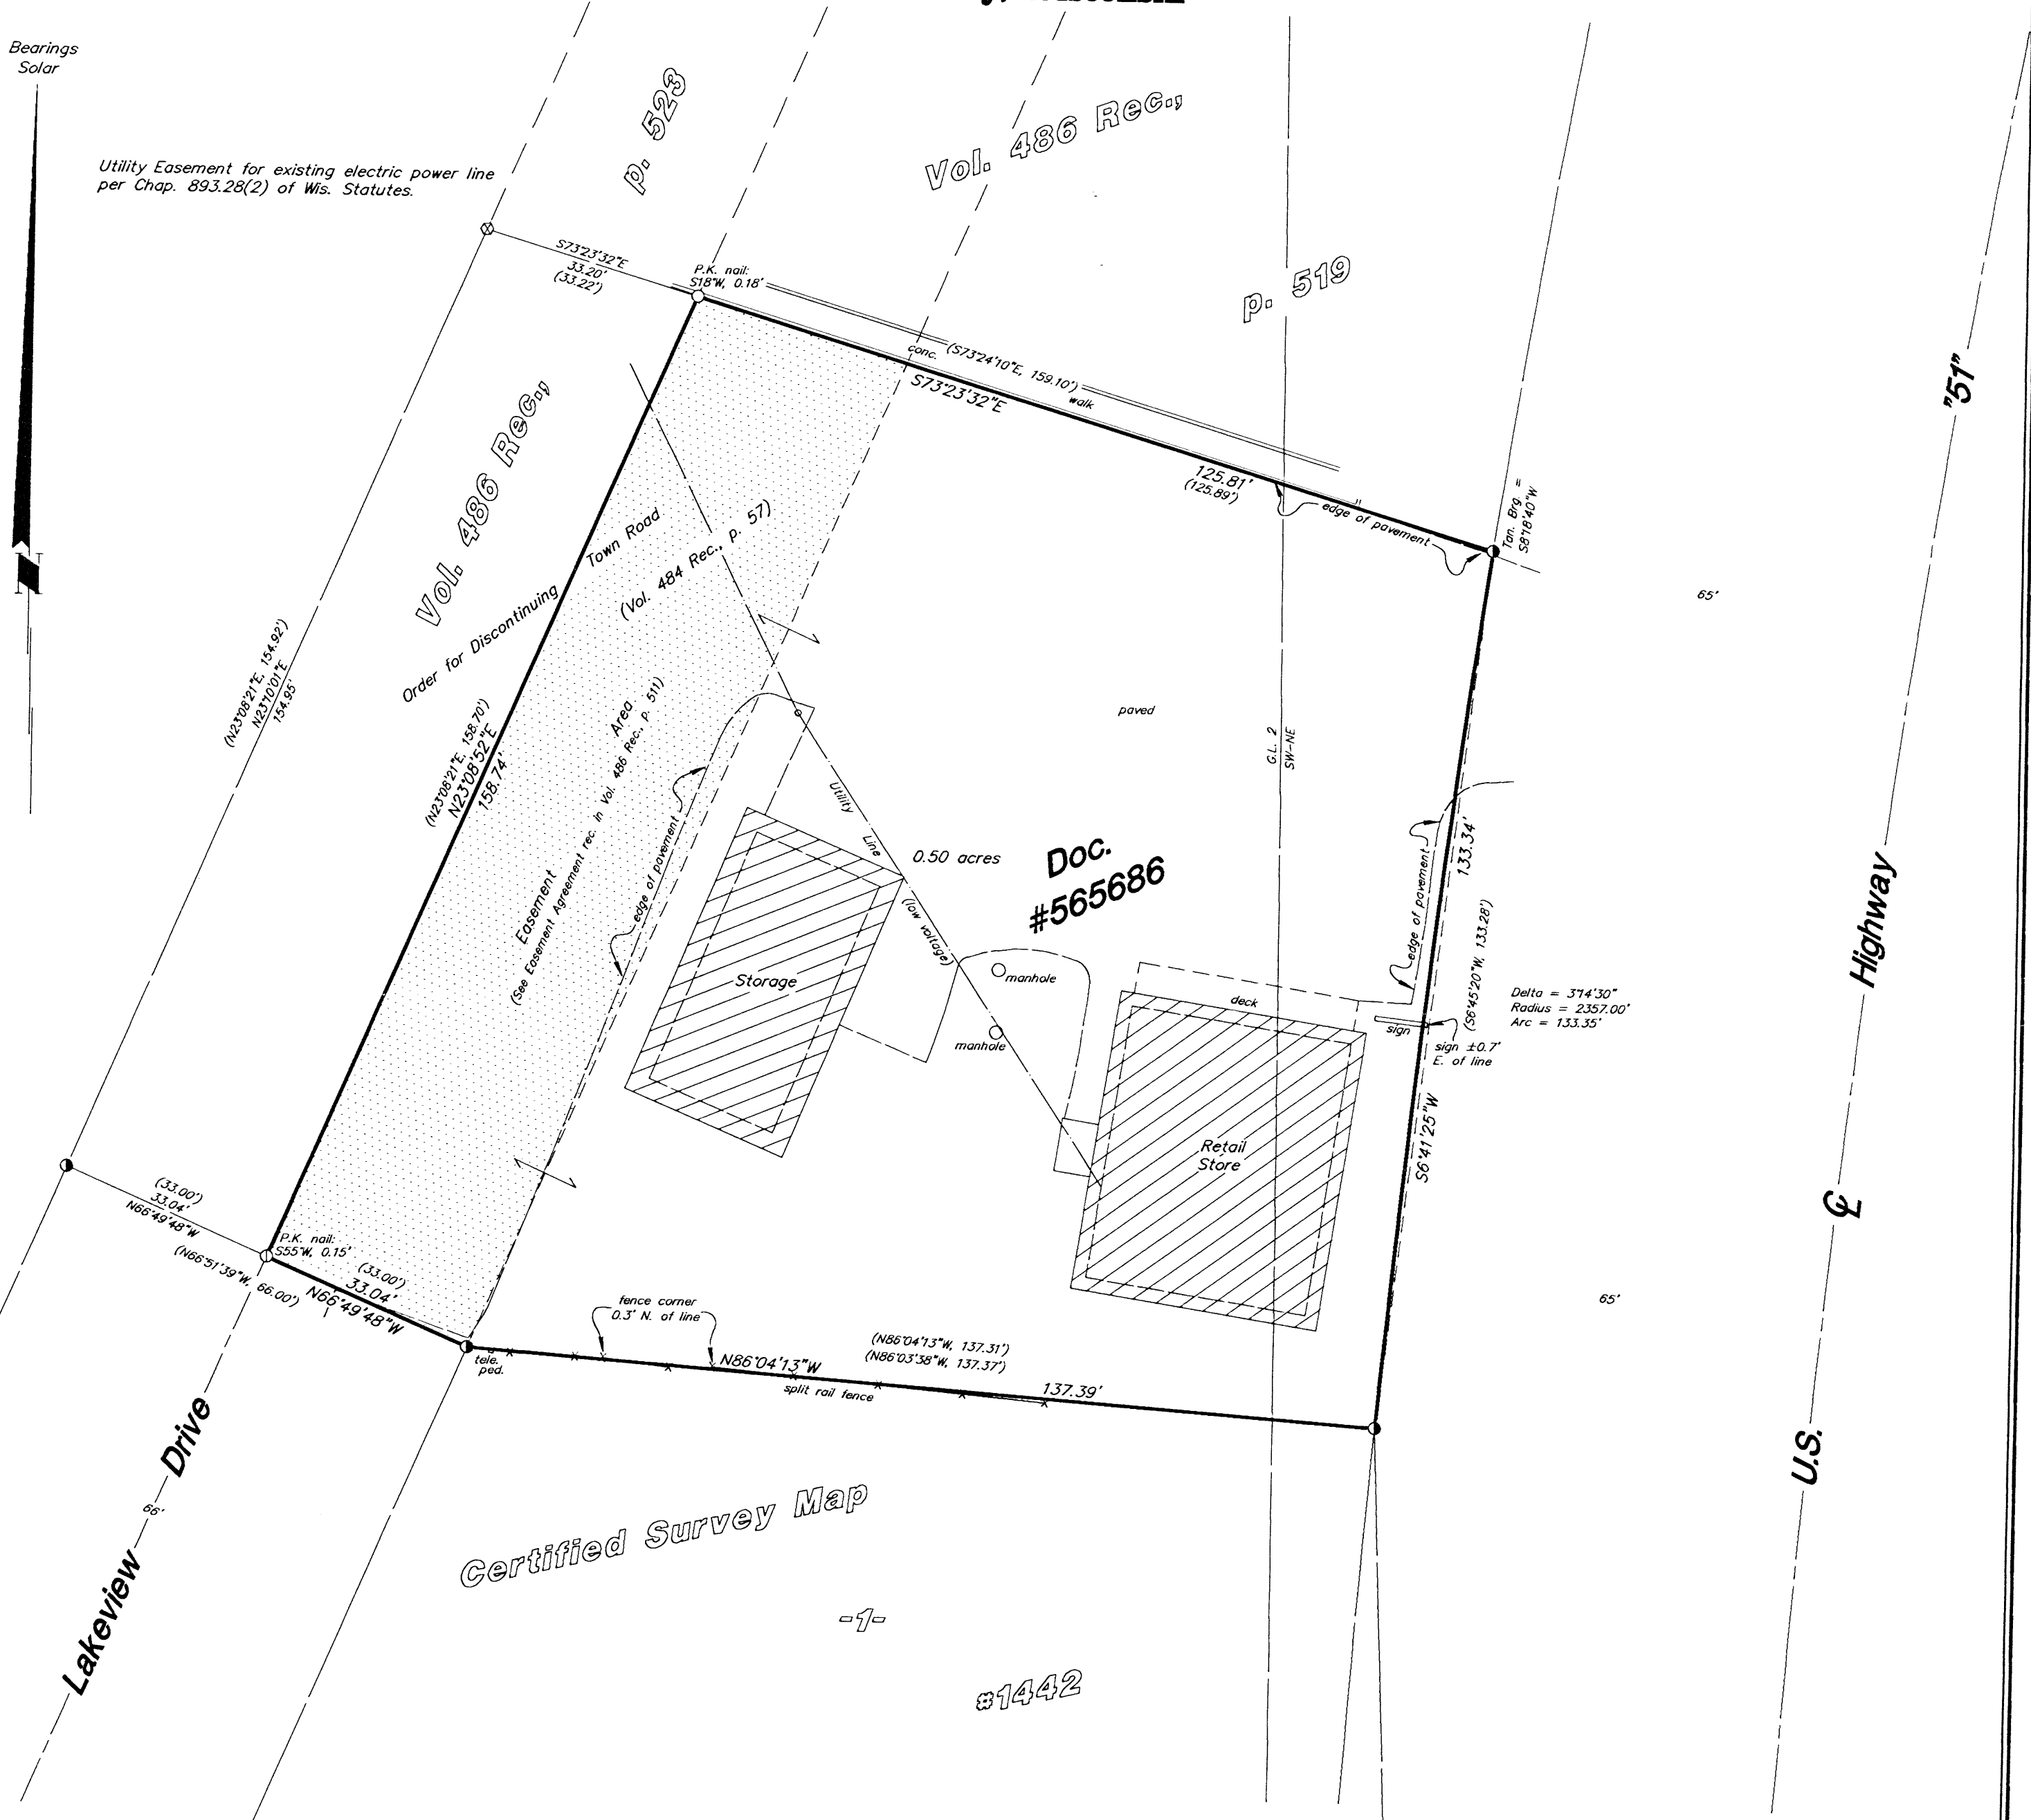 Bearings
Solar
N
Utility Easement for existing electric power line
per Chap. 893.28(2) of Wis. Statutes.
p. 523
Vol. 486 Rec.,
p. 519
S73°23'32"E
33.20'
(33.22')
P.K. nail:
S18°W, 0.18'
conc. (S73°24'10"E, 159.10')
walk
S73°23'32"E
125.81'
(125.89')
edge of pavement
Tan. Brg. =
S8°18'40"W
"51"
65'
Vol. 486 Rec.,
Order for Discontinuing Town Road
(Vol. 484 Rec., p. 57)
(N23°08'21"E, 154.92')
N23°10'01"E
154.95'
(N23°08'21"E, 158.70')
N23°08'52"E
158.74'
Easement Area
(See Easement Agreement rec. in Vol. 486 Rec., p. 511)
edge of pavement
paved
G.L. 2
SW-NE
Utility Line
(low voltage)
0.50 acres
Doc.
#565686
Storage
manhole
manhole
deck
Retail
Store
edge of pavement
133.34'
(S6°45'20"W, 133.28')
S6°41'25"W
sign
sign ±0.7'
E. of line
Delta = 3°14'30"
Radius = 2357.00'
Arc = 133.35'
Highway
℄
U.S.
65'
(33.00')
33.04'
N66°49'48"W
(N66°51'39"W, 66.00')
P.K. nail:
S55°W, 0.15'
(33.00')
33.04'
N66°49'48"W
tele.
ped.
fence corner
0.3' N. of line
N86°04'13"W
137.39'
(N86°04'13"W, 137.31')
(N86°03'38"W, 137.37')
split rail fence
Lakeview Drive
66'
Certified Survey Map
-1-
#1442